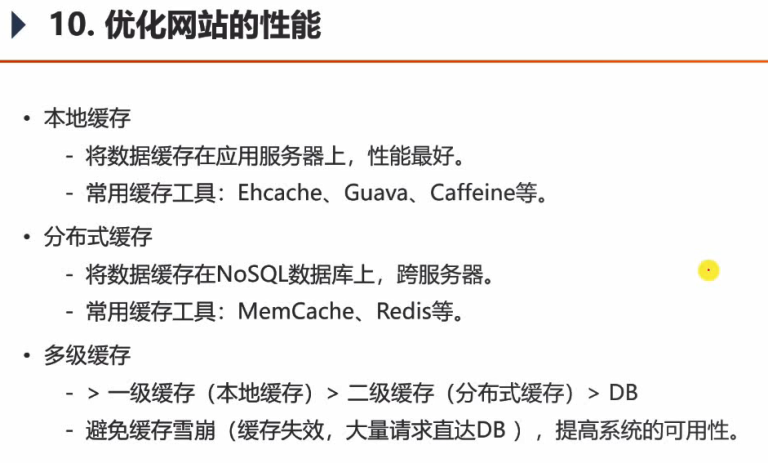 10. 优化网站的性能
• 本地缓存
- 将数据缓存在应用服务器上，性能最好。
- 常用缓存工具：Ehcache、Guava、Caffeine等。
• 分布式缓存
- 将数据缓存在NoSQL数据库上，跨服务器。
- 常用缓存工具：MemCache、Redis等。
• 多级缓存
- > 一级缓存（本地缓存）> 二级缓存（分布式缓存）> DB
- 避免缓存雪崩（缓存失效，大量请求直达DB ），提高系统的可用性。